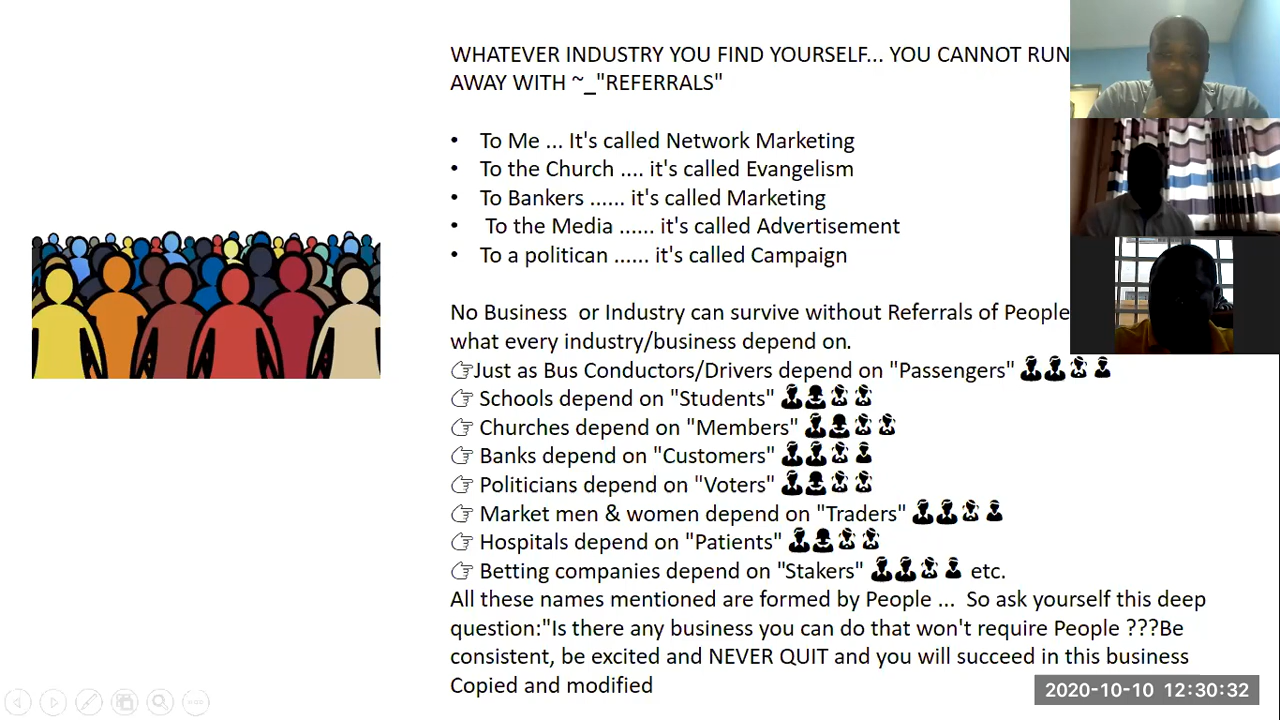 WHATEVER INDUSTRY YOU FIND YOURSELF... YOU CANNOT RUN
AWAY WITH ~_"REFERRALS"
• To Me ... It's called Network Marketing
• To the Church .... it's called Evangelism
• To Bankers ...... it's called Marketing
• To the Media ...... it's called Advertisement
• To a politican ...... it's called Campaign
No Business or Industry can survive without Referrals of People
what every industry/business depend on.
👉Just as Bus Conductors/Drivers depend on "Passengers"
👉 Schools depend on "Students"
👉 Churches depend on "Members"
👉 Banks depend on "Customers"
👉 Politicians depend on "Voters"
👉 Market men & women depend on "Traders"
👉 Hospitals depend on "Patients"
👉 Betting companies depend on "Stakers" etc.
All these names mentioned are formed by People ... So ask yourself this deep
question:"Is there any business you can do that won't require People ???Be
consistent, be excited and NEVER QUIT and you will succeed in this business
Copied and modified
2020-10-10 12:30:32